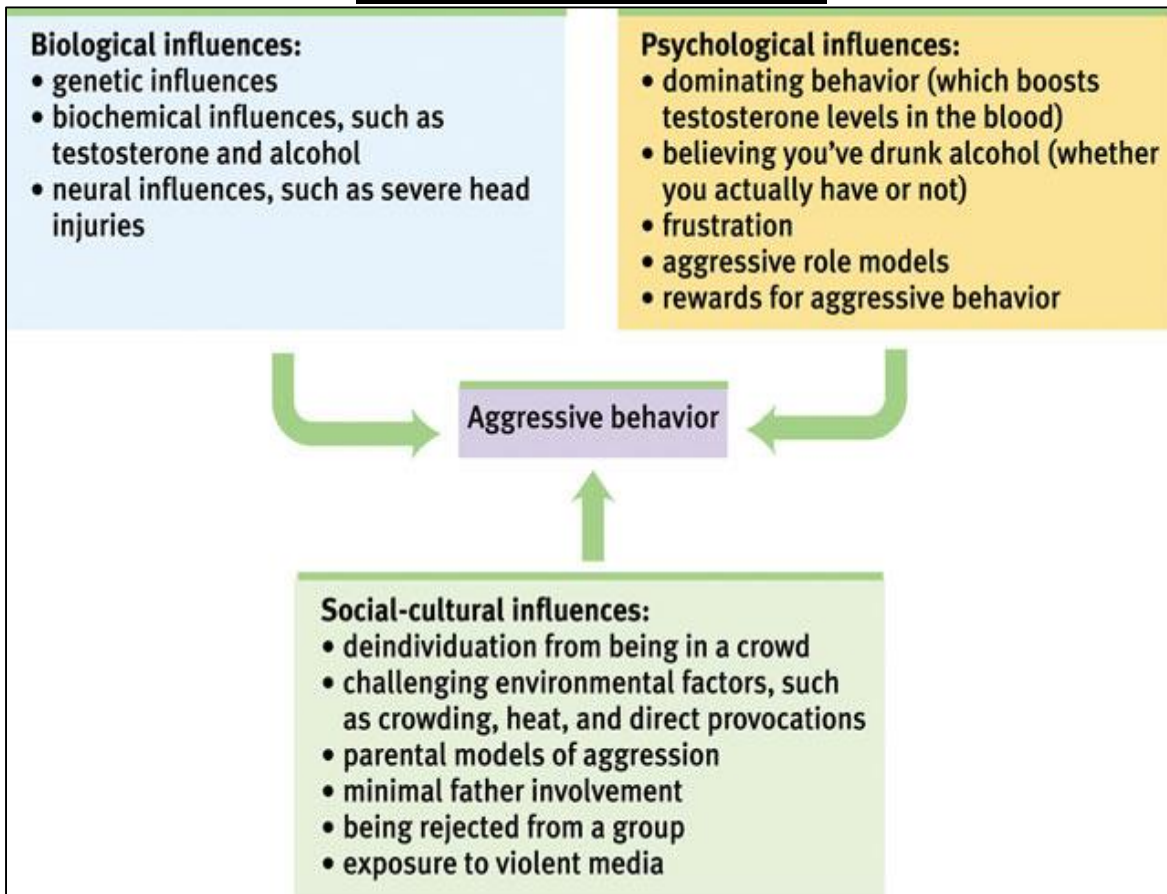 Biological influences:
• genetic influences
• biochemical influences, such as
testosterone and alcohol
• neural influences, such as severe head
injuries
Psychological influences:
• dominating behavior (which boosts
testosterone levels in the blood)
• believing you’ve drunk alcohol (whether
you actually have or not)
• frustration
• aggressive role models
• rewards for aggressive behavior
Aggressive behavior
Social-cultural influences:
• deindividuation from being in a crowd
• challenging environmental factors, such
as crowding, heat, and direct provocations
• parental models of aggression
• minimal father involvement
• being rejected from a group
• exposure to violent media